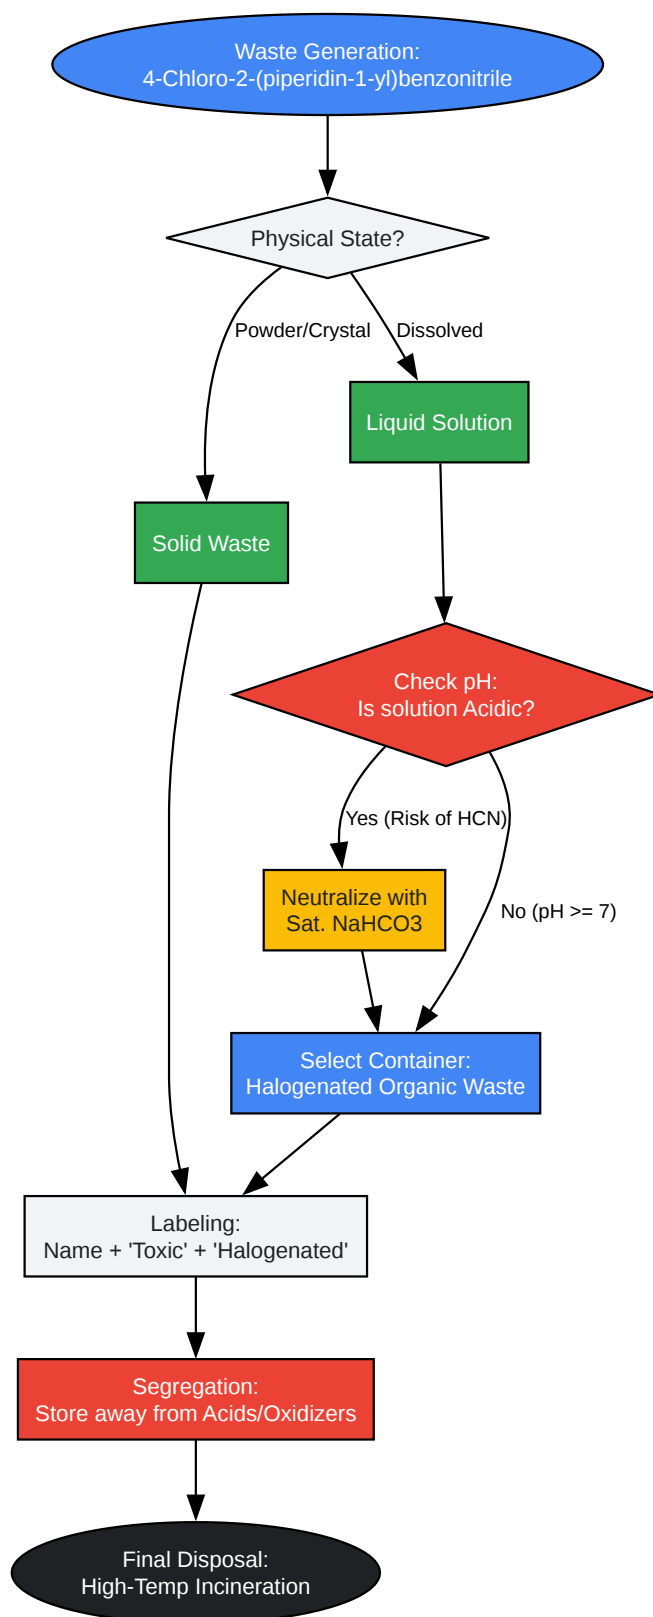 Waste Generation:
4-Chloro-2-(piperidin-1-yl)benzonitrile
Physical State?
Powder/Crystal
Dissolved
Liquid Solution
Solid Waste
Check pH:
Is solution Acidic?
Yes (Risk of HCN)
Neutralize with
Sat. NaHCO3
No (pH >= 7)
Select Container:
Halogenated Organic Waste
Labeling:
Name + 'Toxic' + 'Halogenated'
Segregation:
Store away from Acids/Oxidizers
Final Disposal:
High-Temp Incineration